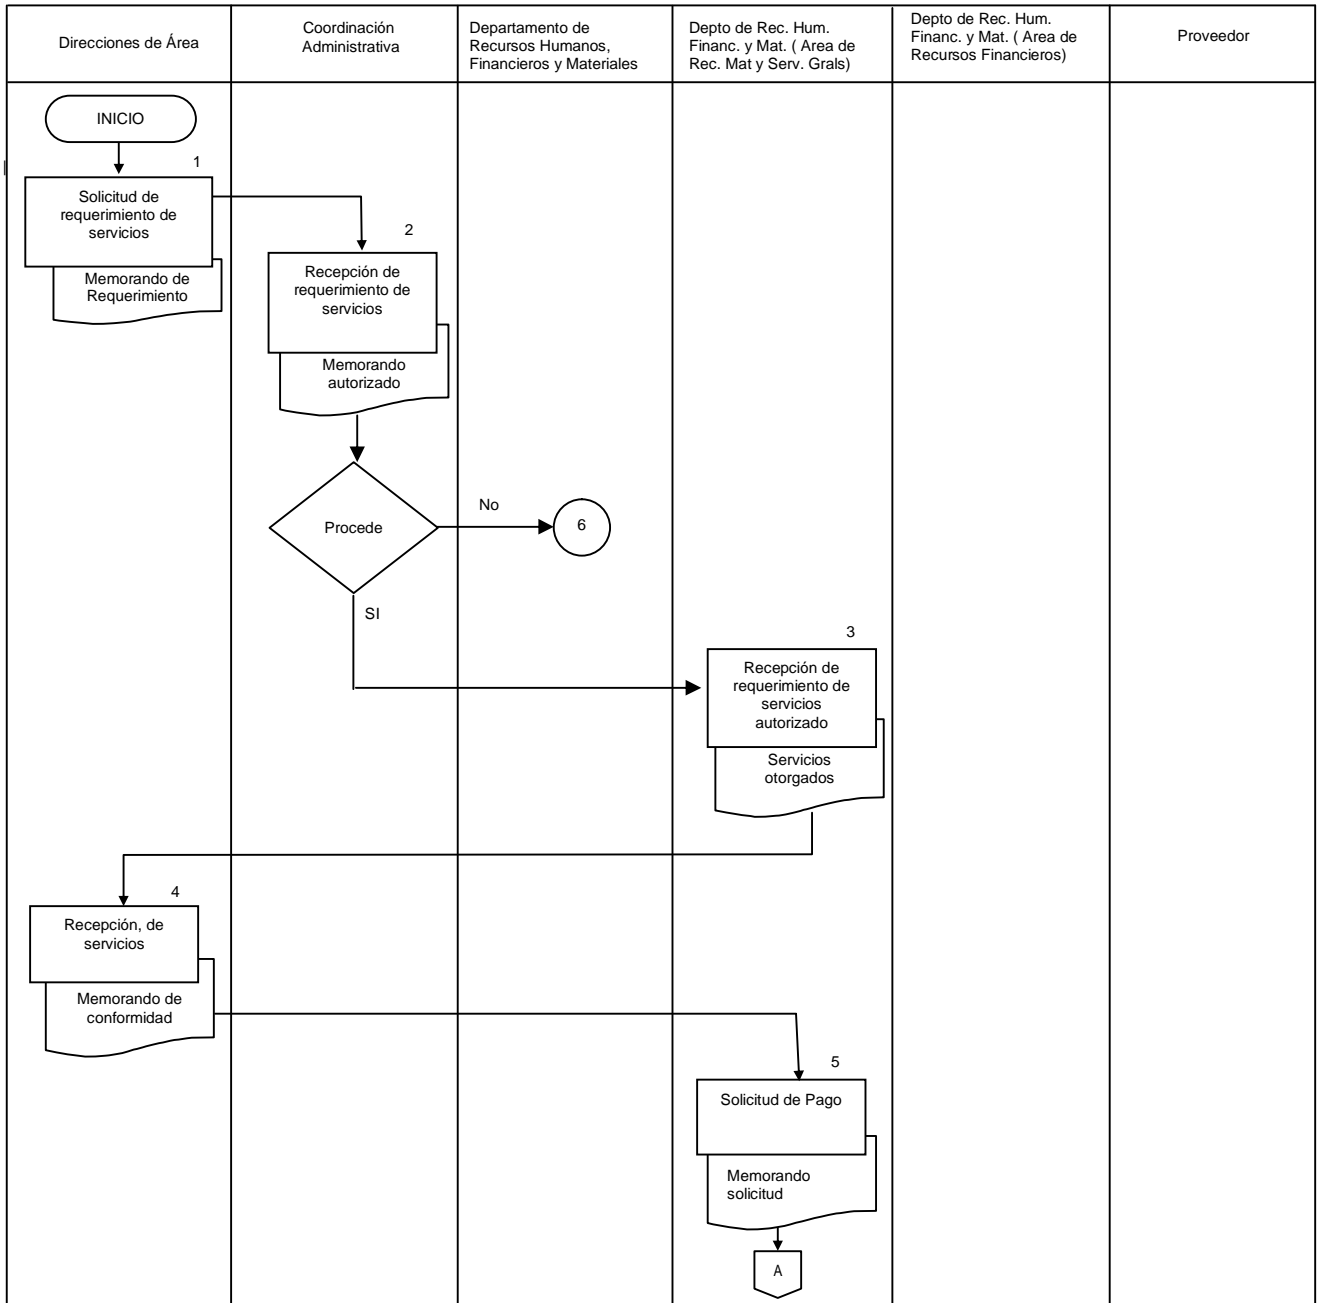 Direcciones de Área
Coordinación
Administrativa
Departamento de
Recursos Humanos,
Financieros y Materiales
Depto de Rec. Hum.
Financ. y Mat. ( Area de
Rec. Mat y Serv. Grals)
Depto de Rec. Hum.
Financ. y Mat. ( Area de
Recursos Financieros)
Proveedor
INICIO
1
Solicitud de
requerimiento de
servicios
Memorando de
Requerimiento
2
Recepción de
requerimiento de
servicios
Memorando
autorizado
Procede
No
6
SI
3
Recepción de
requerimiento de
servicios
autorizado
Servicios
otorgados
4
Recepción, de
servicios
Memorando de
conformidad
5
Solicitud de Pago
Memorando
solicitud
A